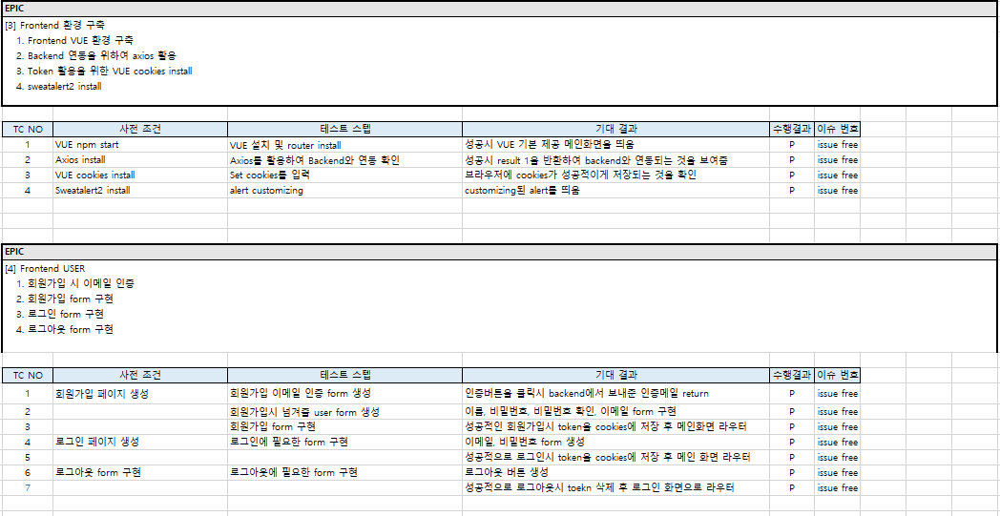 EPIC
[3] Frontend 환경 구축
1. Frontend VUE 환경 구축
2. Backend 연동을 위하여 axios 활용
3. Token 활용을 위한 VUE cookies install
4. sweatalert2 install
TC NO 사전 조건 테스트 스텝 기대 결과 수행결과 이슈 번호
1 VUE npm start VUE 설치 및 router install 성공시 VUE 기본 제공 메인화면을 띄움 P issue free
2 Axios install Axios를 활용하여 Backend와 연동 확인 성공시 result 1을 반환하여 backend와 연동되는 것을 보여줌 P issue free
3 VUE cookies install Set cookies를 입력 브라우저에 cookies가 성공적이게 저장되는 것을 확인 P issue free
4 Sweatalert2 install alert customizing customizing된 alert를 띄움 P issue free
EPIC
[4] Frontend USER
1. 회원가입 시 이메일 인증
2. 회원가입 form 구현
3. 로그인 form 구현
4. 로그아웃 form 구현
TC NO 사전 조건 테스트 스텝 기대 결과 수행결과 이슈 번호
1 회원가입 페이지 생성 회원가입 이메일 인증 form 생성 인증버튼을 클릭시 backend에서 보내준 인증메일 return P issue free
2 회원가입시 넘겨줄 user form 생성 이름, 비밀번호, 비밀번호 확인, 이메일 form 구현 P issue free
3 회원가입 form 구현 성공적인 회원가입시 token을 cookies에 저장 후 메인화면 라우터 P issue free
4 로그인 페이지 생성 로그인에 필요한 form 구현 이메일, 비밀번호 form 생성 P issue free
5 성공적으로 로그인시 token을 cookies에 저장 후 메인 화면 라우터 P issue free
6 로그아웃 form 구현 로그아웃에 필요한 form 구현 로그아웃 버튼 생성 P issue free
7 성공적으로 로그아웃시 toekn 삭제 후 로그인 화면으로 라우터 P issue free